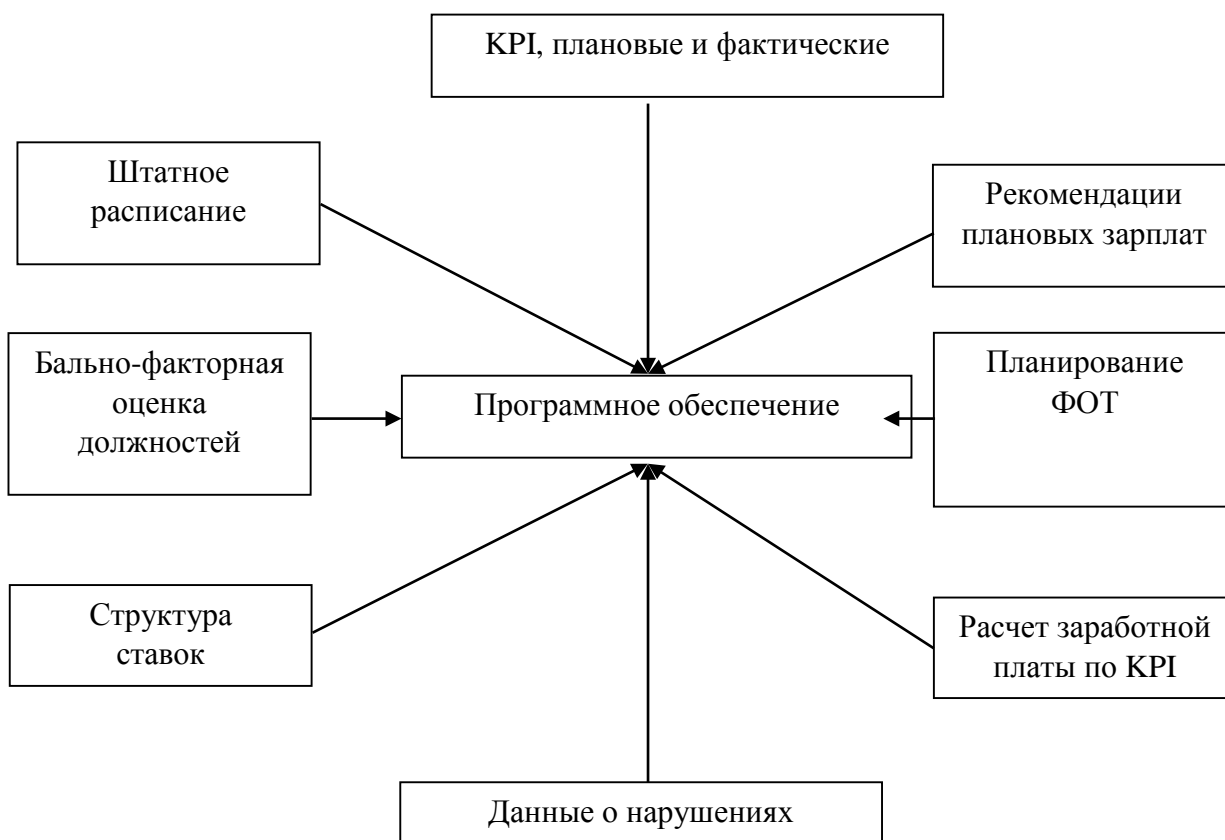 KPI, плановые и фактические
Штатное
расписание
Рекомендации
плановых зарплат
Бально-факторная
оценка
должностей
Программное обеспечение
Планирование
ФОТ
Структура
ставок
Расчет заработной
платы по KPI
Данные о нарушениях